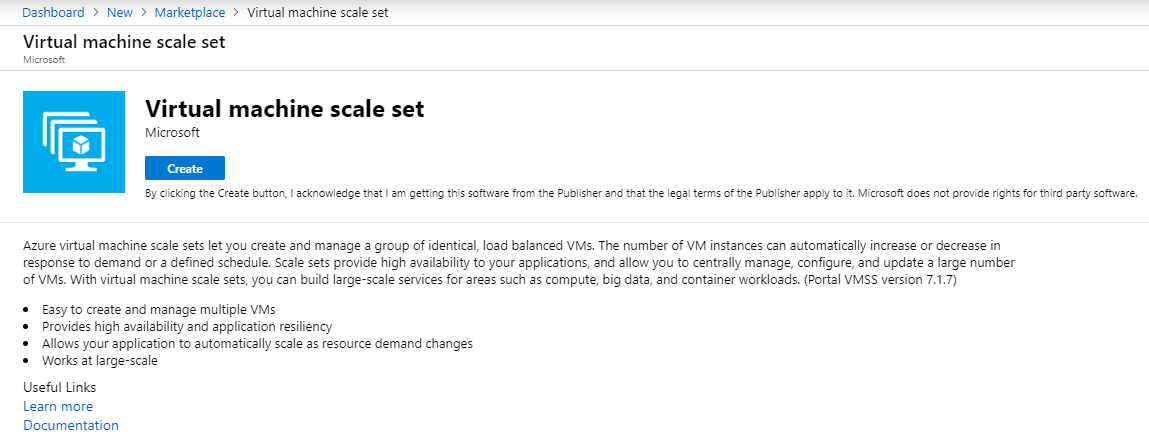 Dashboard > New > Marketplace > Virtual machine scale set
Virtual machine scale set
Microsoft
Virtual machine scale set
Microsoft
Create
By clicking the Create button, I acknowledge that I am getting this software from the Publisher and that the legal terms of the Publisher apply to it. Microsoft does not provide rights for third party software.
Azure virtual machine scale sets let you create and manage a group of identical, load balanced VMs. The number of VM instances can automatically increase or decrease in
response to demand or a defined schedule. Scale sets provide high availability to your applications, and allow you to centrally manage, configure, and update a large number
of VMs. With virtual machine scale sets, you can build large-scale services for areas such as compute, big data, and container workloads. (Portal VMSS version 7.1.7)
• Easy to create and manage multiple VMs
• Provides high availability and application resiliency
• Allows your application to automatically scale as resource demand changes
• Works at large-scale
Useful Links
Learn more
Documentation